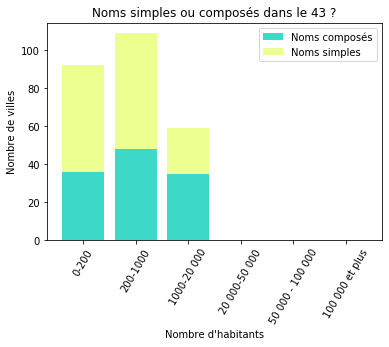 Noms simples ou composés dans le 43 ?
Noms composés
Noms simples
Nombre de villes
100
80
60
40
20
0
0-200
200-1000
1000-20 000
20 000-50 000
50 000 - 100 000
100 000 et plus
Nombre d'habitants